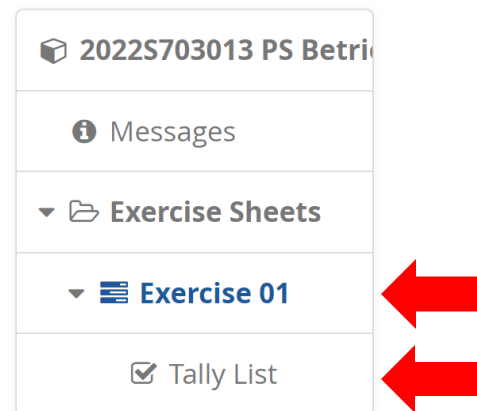 2022S703013 PS Betri
Messages
Exercise Sheets
Exercise 01
Tally List